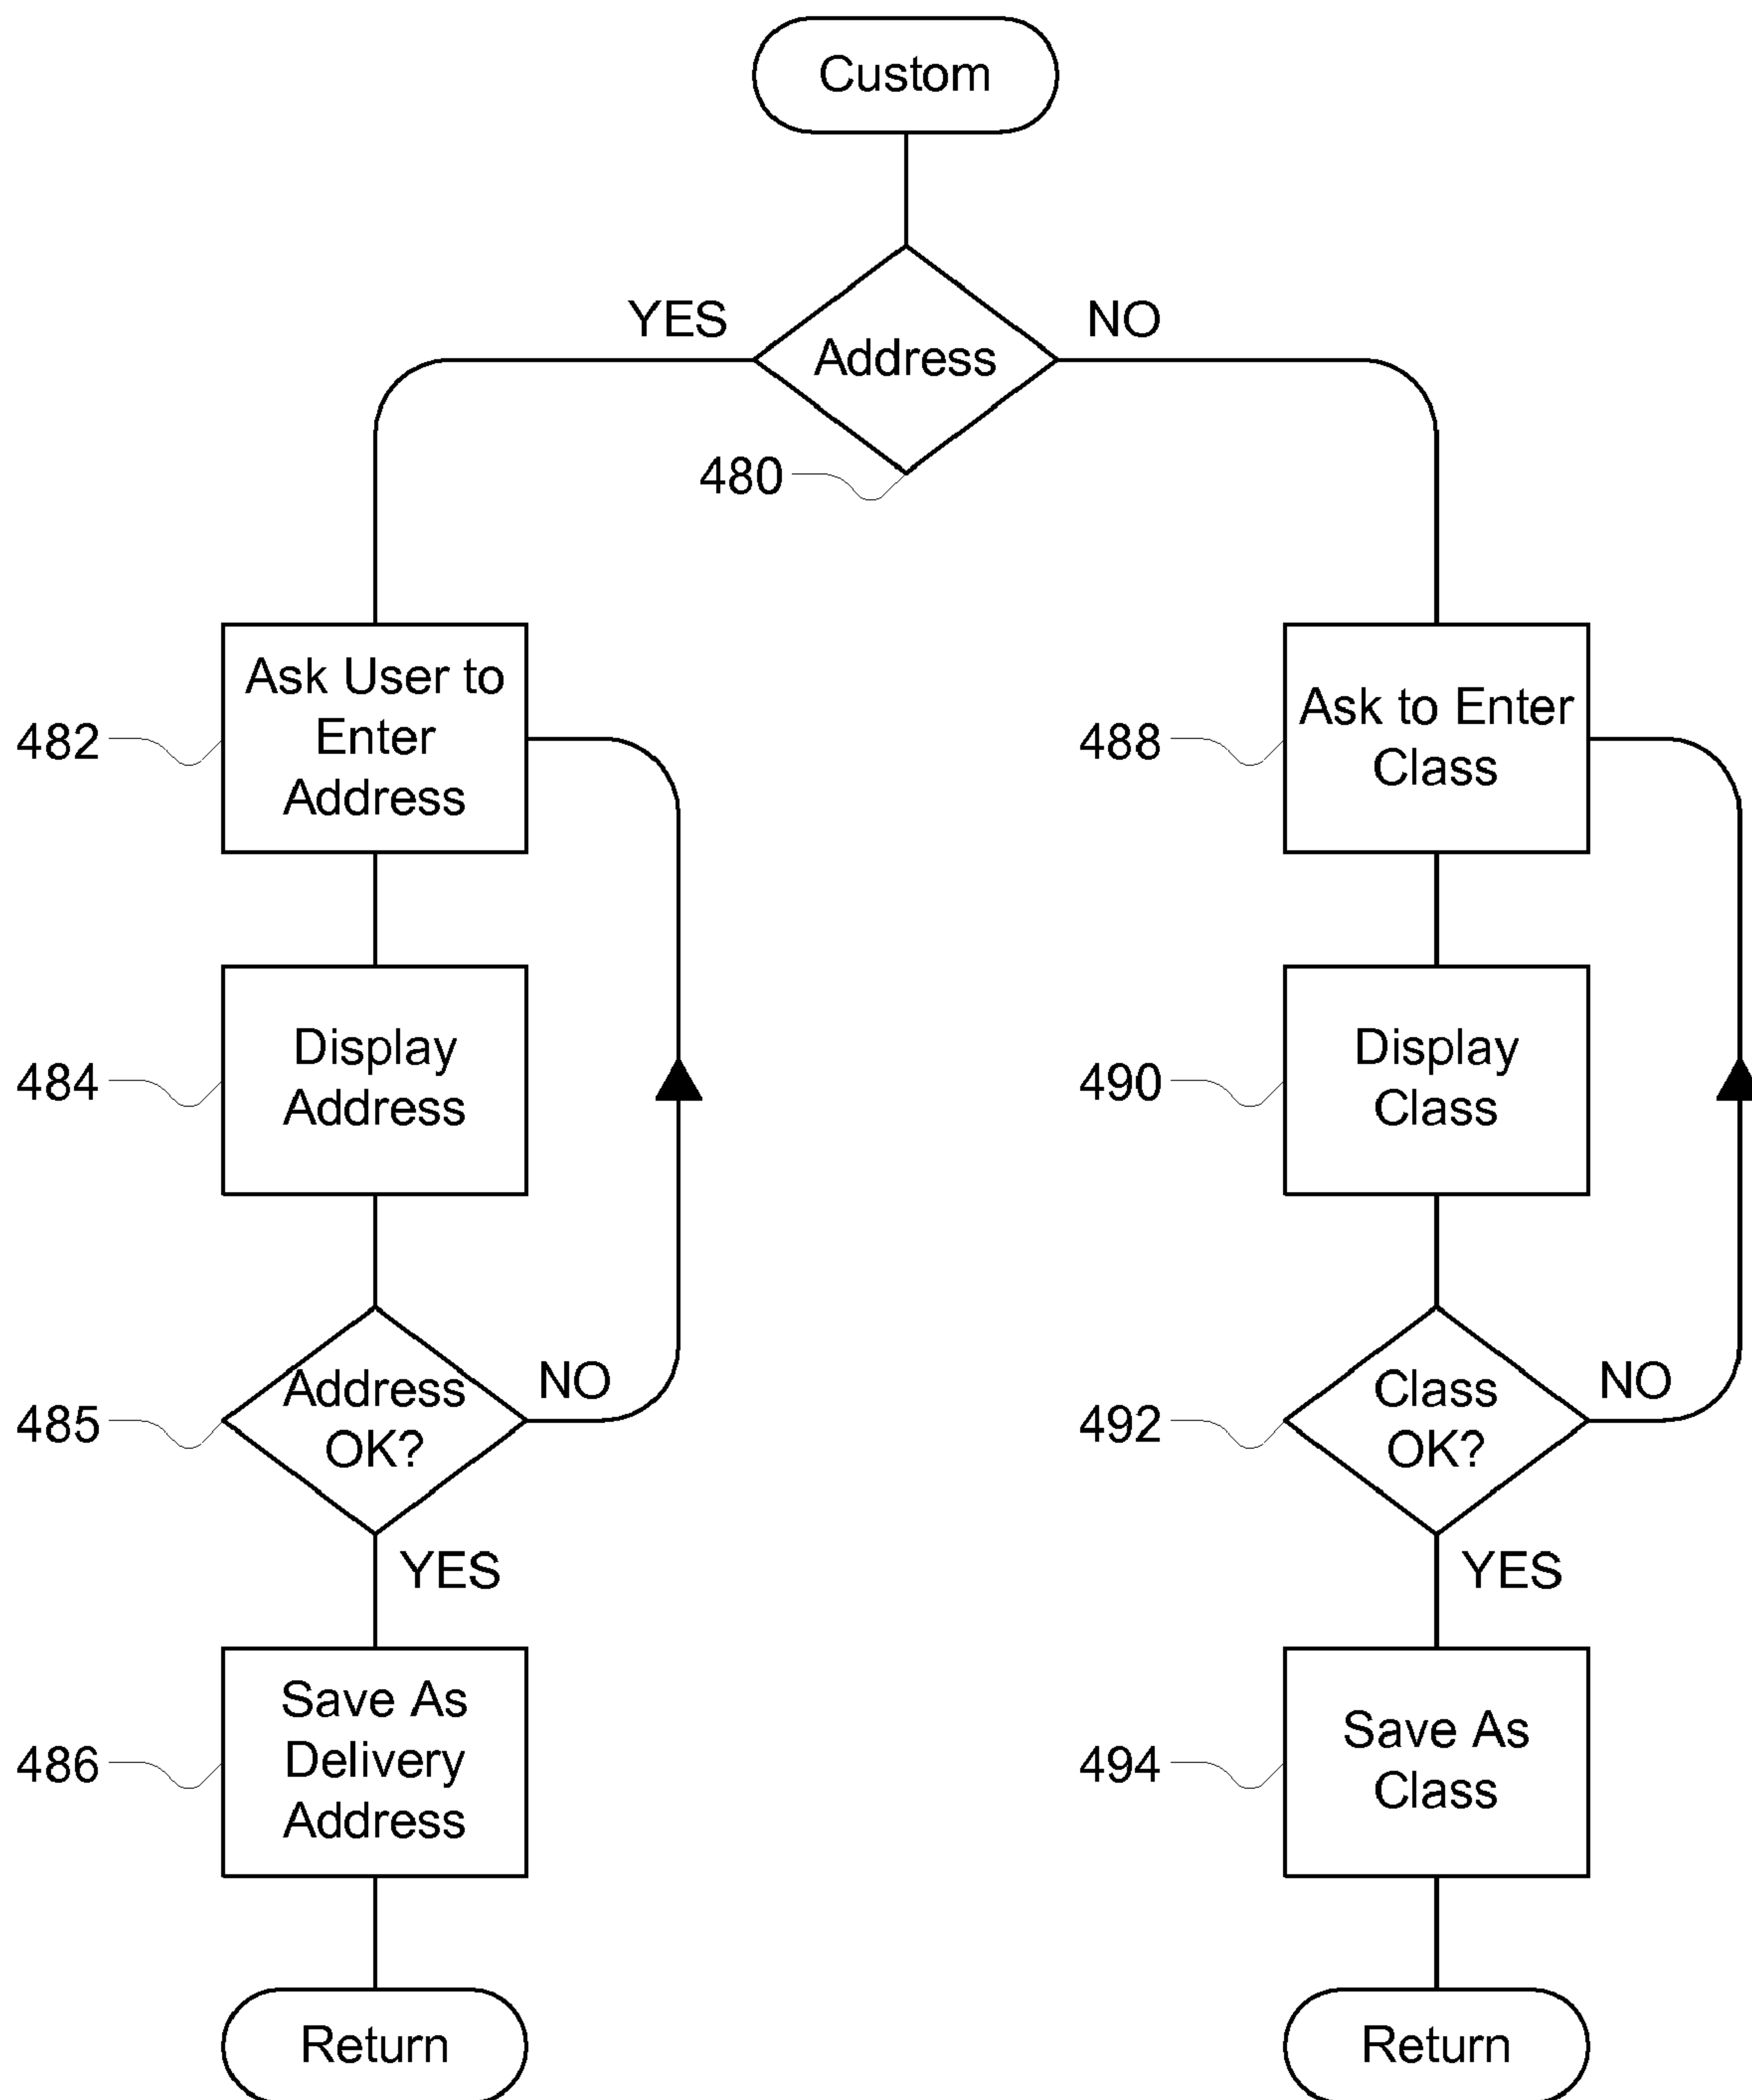 Custom
YES
NO
Address
480
Ask User to
Enter
Address
482
Display
Address
484
Address
OK?
NO
485
YES
Save As
Delivery
Address
486
Return
Ask to Enter
Class
488
Display
Class
490
Class
OK?
NO
492
YES
Save As
Class
494
Return